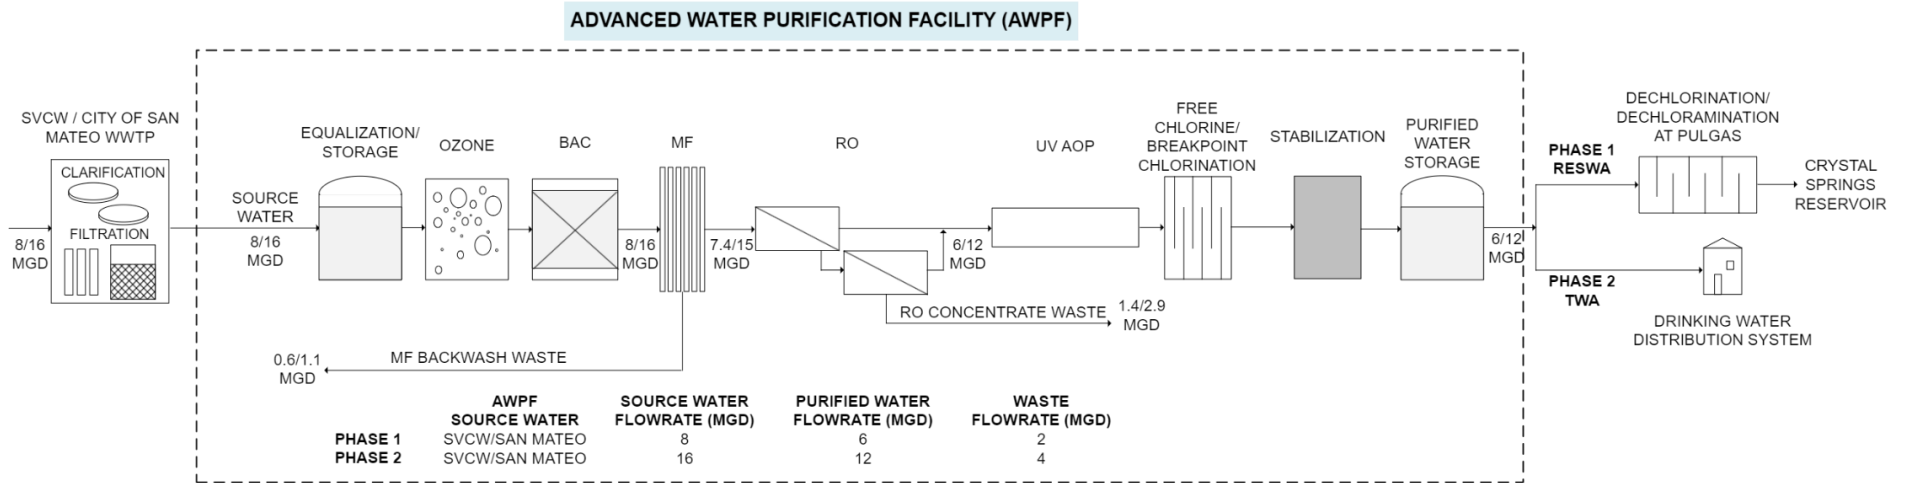 ADVANCED WATER PURIFICATION FACILITY (AWPF)
SVCW / CITY OF SAN
MATEO WWTP
CLARIFICATION
FILTRATION
8/16
MGD
SOURCE
WATER
8/16
MGD
EQUALIZATION/
STORAGE
OZONE
BAC
8/16
MGD
MF
7.4/15
MGD
RO
6/12
MGD
UV AOP
FREE
CHLORINE/
BREAKPOINT
CHLORINATION
STABILIZATION
PURIFIED
WATER
STORAGE
6/12
MGD
PHASE 1
RESWA
DECHLORINATION/
DECHLORAMINATION
AT PULGAS
CRYSTAL
SPRINGS
RESERVOIR
PHASE 2
TWA
DRINKING WATER
DISTRIBUTION SYSTEM
RO CONCENTRATE WASTE
1.4/2.9
MGD
MF BACKWASH WASTE
0.6/1.1
MGD
AWPF
SOURCE WATER
SOURCE WATER
FLOWRATE (MGD)
PURIFIED WATER
FLOWRATE (MGD)
WASTE
FLOWRATE (MGD)
PHASE 1 SVCW/SAN MATEO 8 6 2
PHASE 2 SVCW/SAN MATEO 16 12 4